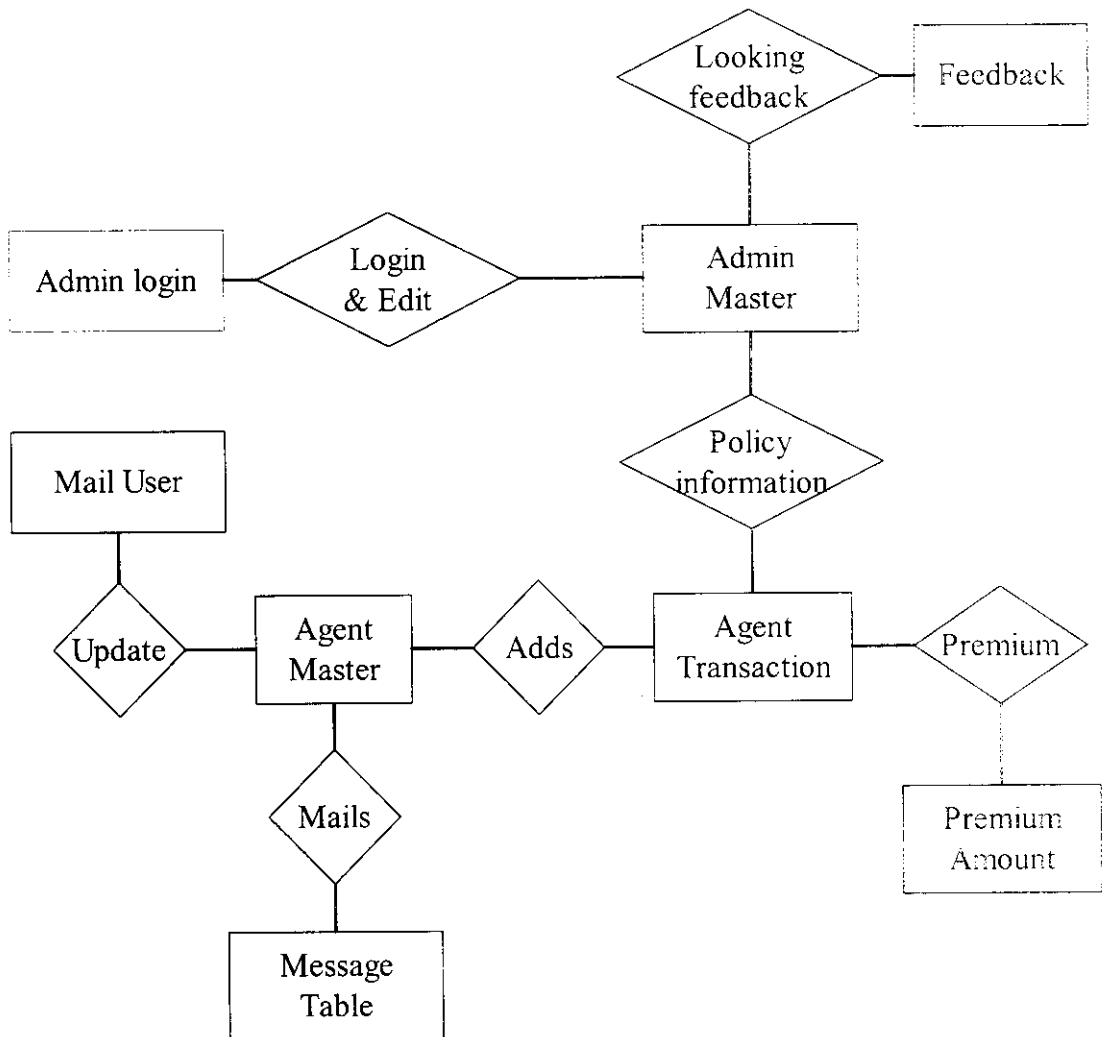 Looking
feedback
Feedback
Admin login
Login
& Edit
Admin
Master
Mail User
Policy
information
Update
Agent
Master
Adds
Agent
Transaction
Premium
Mails
Premium
Amount
Message
Table